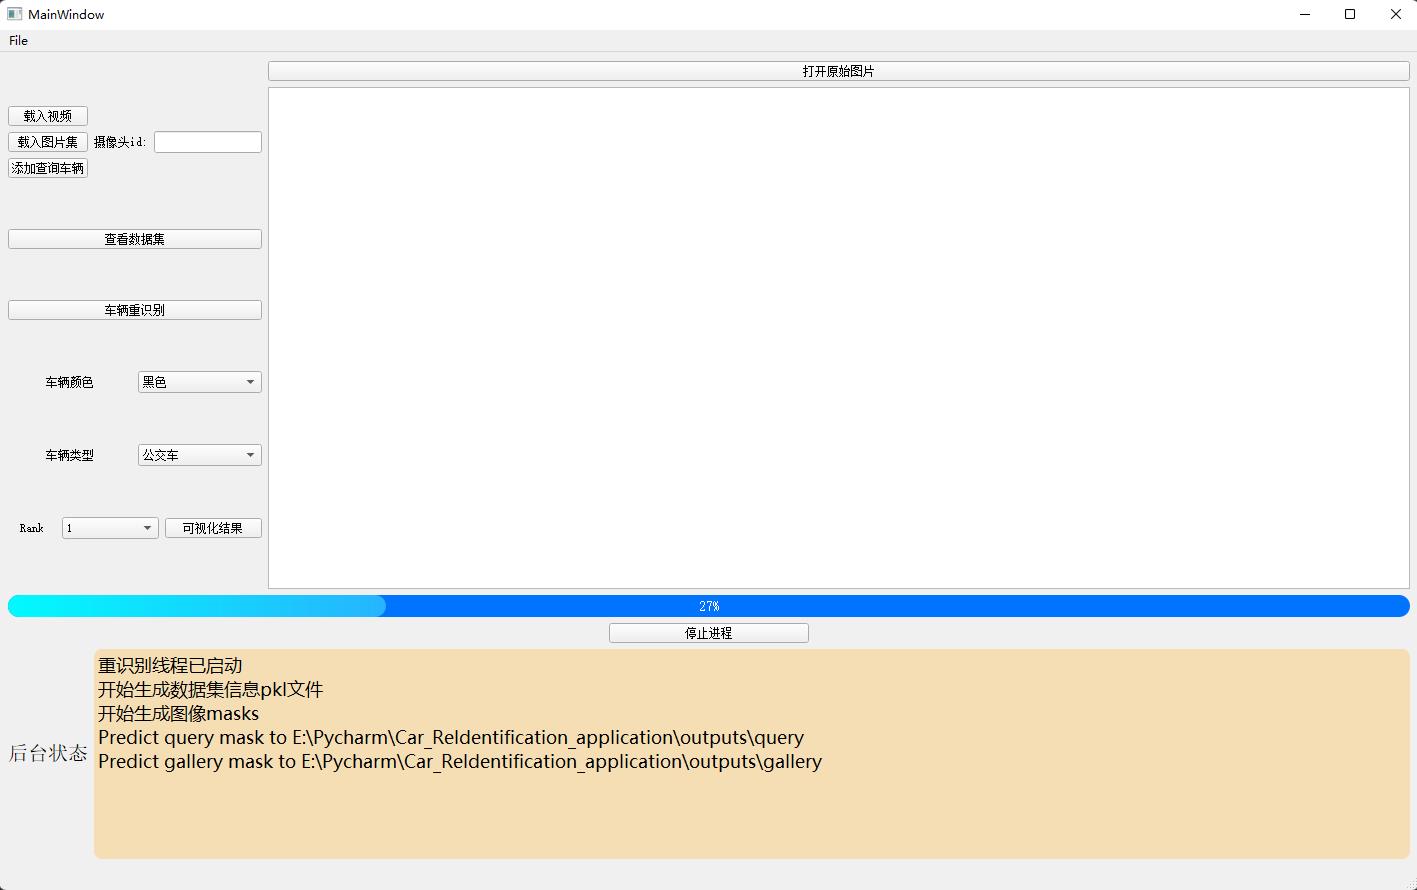 MainWindow
File
打开原始图片
载入视频
载入图片集 摄像头id:
添加查询车辆
查看数据集
车辆重识别
车辆颜色 黑色
车辆类型 公交车
Rank 1 可视化结果
27%
停止进程
后台状态
重识别线程已启动
开始生成数据集信息pkl文件
开始生成图像masks
Predict query mask to E:\Pycharm\Car_ReIdentification_application\outputs\query
Predict gallery mask to E:\Pycharm\Car_ReIdentification_application\outputs\gallery